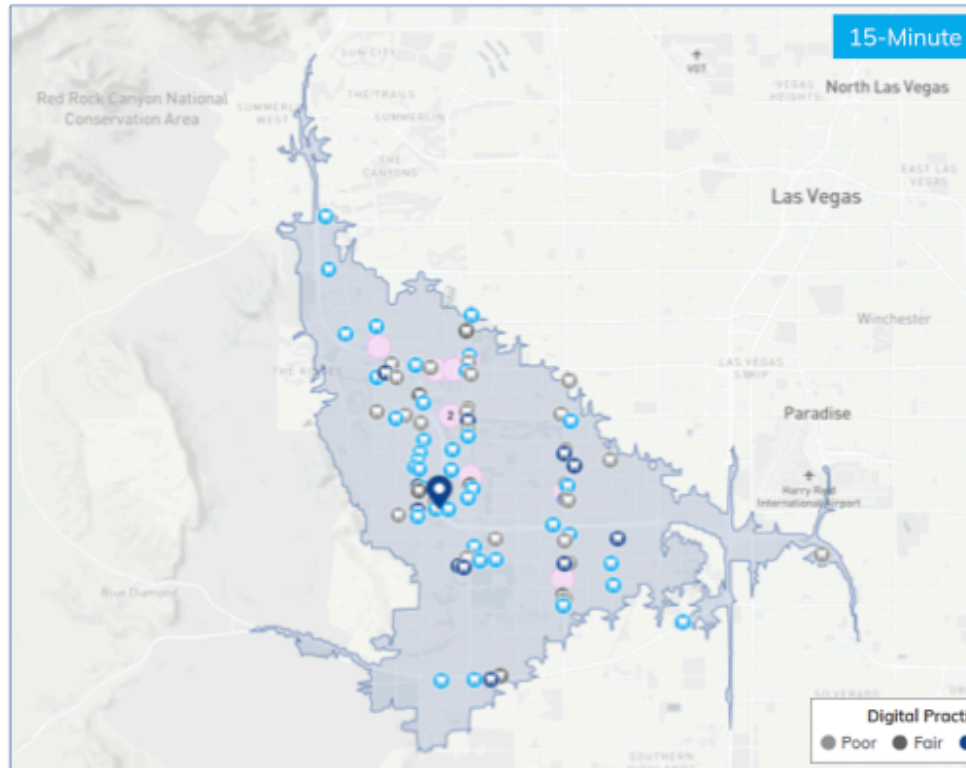 15-Minute
SUN CITY
VGT
Red Rock Canyon National
Conservation Area
THE TRAILS
VEGAS
HEIGHTS
North Las Vegas
SUMMERLIN
WEST
SUMMERLIN
THE
CANYONS
EAST LAS
VEGAS
Las Vegas
Winchester
LAS VEGAS
STRIP
THE RIDGES
Paradise
2
Harry Reid
International Airport
Blue Diamond
SILVERADO
Digital Practi
Poor
Fair
SOUTHERN
HIGHLANDS